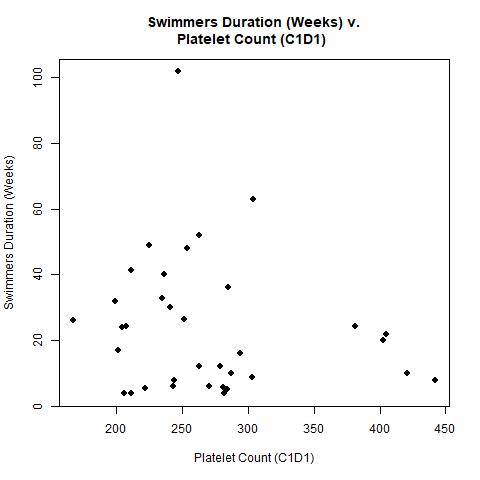 Swimmers Duration (Weeks) v.
Platelet Count (C1D1)
Swimmers Duration (Weeks)
100
80
60
40
20
0
200 250 300 350 400 450
Platelet Count (C1D1)